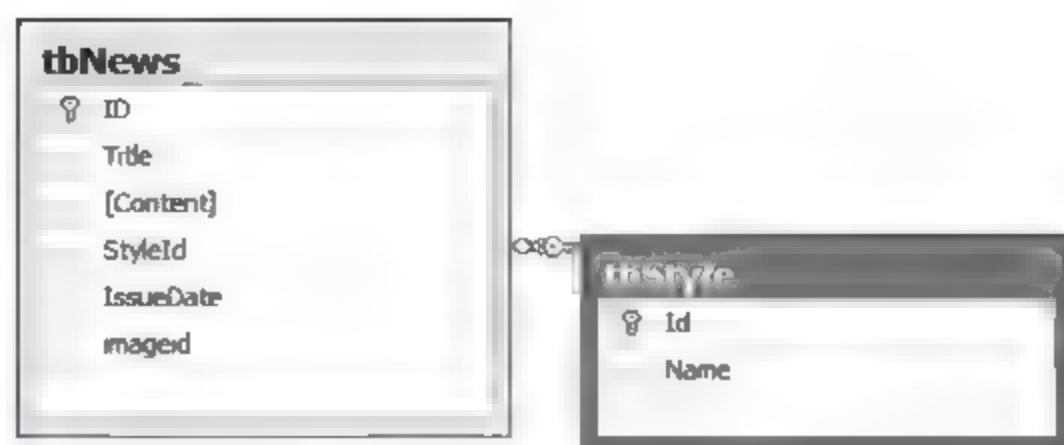 tbNews
ID
Title
[Content]
StyleId
IssueDate
imageid
tbStyle
Id
Name